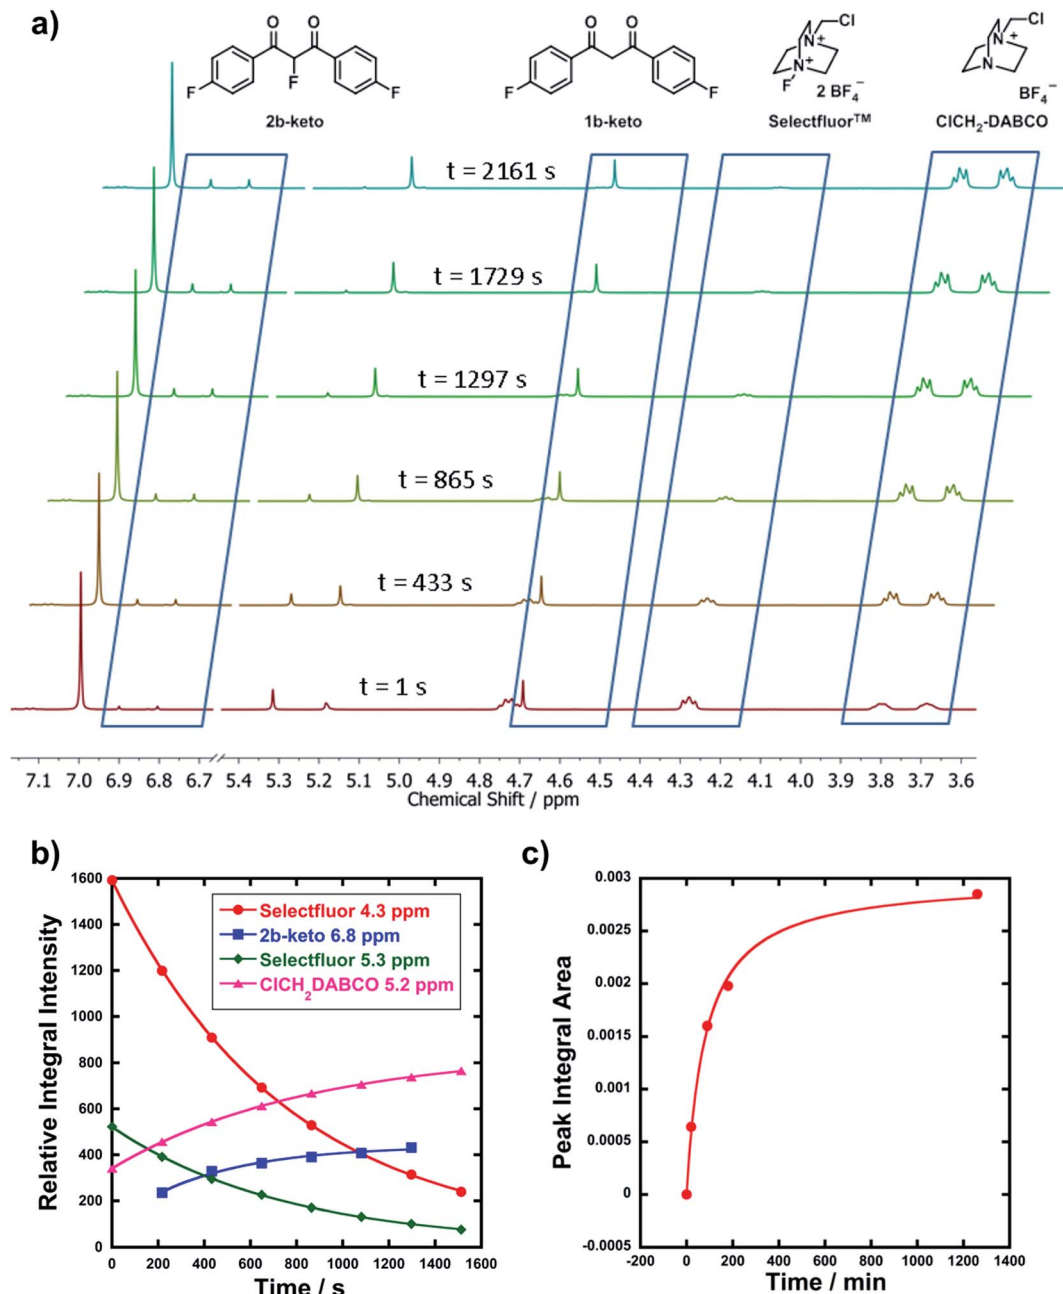 a)
O O
F F F
2b-keto
O O
F F
1b-keto
Cl
N+
N+
F 2 BF4−
Selectfluor™
Cl
N+
N
BF4−
ClCH2-DABCO
t = 2161 s
t = 1729 s
t = 1297 s
t = 865 s
t = 433 s
t = 1 s
7.1 7.0 6.9 6.8 6.7 5.4 5.3 5.2 5.1 5.0 4.9 4.8 4.7 4.6 4.5 4.4 4.3 4.2 4.1 4.0 3.9 3.8 3.7 3.6
Chemical Shift / ppm
b)
Relative Integral Intensity
1600
1400
1200
1000
800
600
400
200
0
Selectfluor 4.3 ppm
2b-keto 6.8 ppm
Selectfluor 5.3 ppm
ClCH2DABCO 5.2 ppm
0 200 400 600 800 1000 1200 1400 1600
Time / s
c)
Peak Integral Area
0.003
0.0025
0.002
0.0015
0.001
0.0005
0
-0.0005
-200 0 200 400 600 800 1000 1200 1400
Time / min